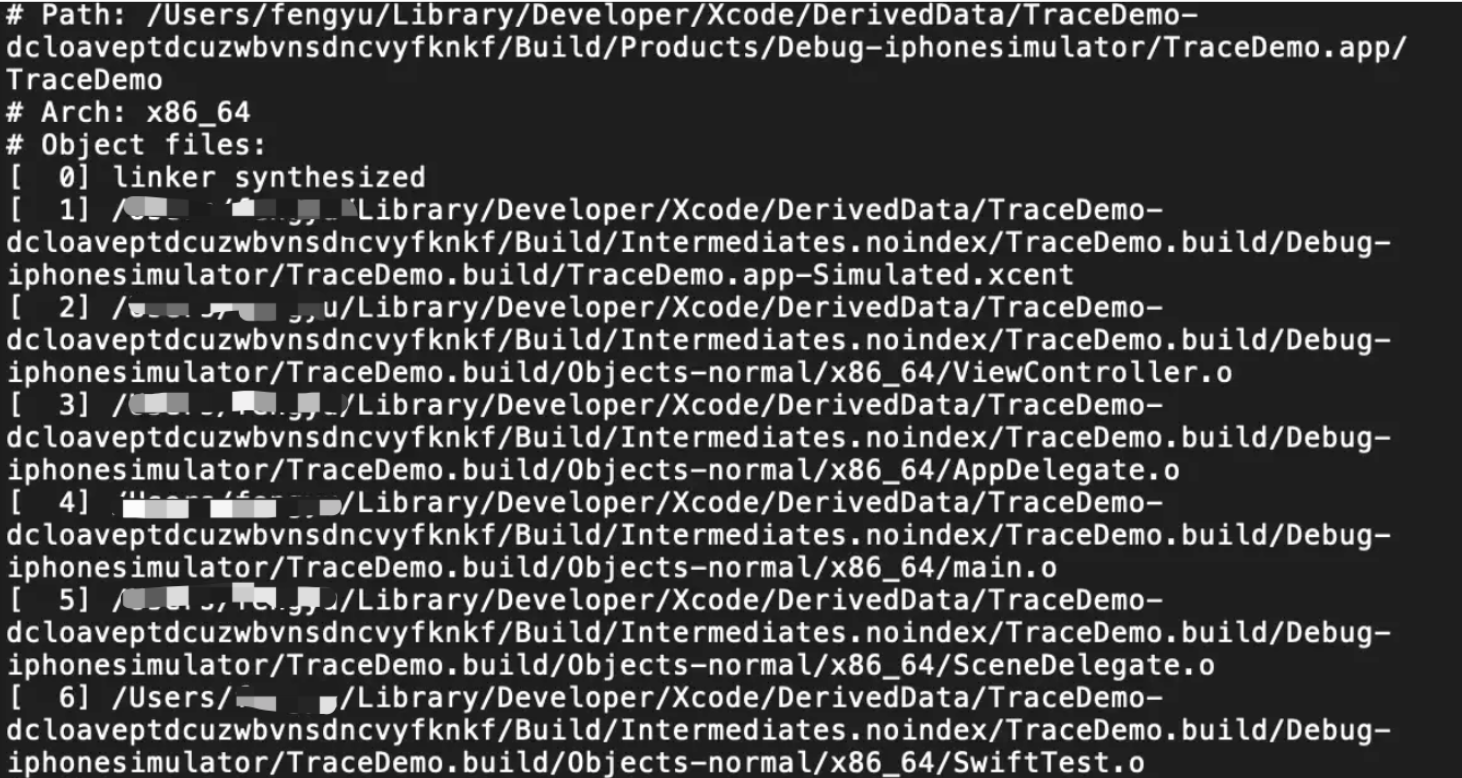 # Path: /Users/fengyu/Library/Developer/Xcode/DerivedData/TraceDemo-
dcloaveptdcuzwbvnsdncvyfknkf/Build/Products/Debug-iphonesimulator/TraceDemo.app/
TraceDemo
# Arch: x86_64
# Object files:
[  0] linker synthesized
[  1] /Library/Developer/Xcode/DerivedData/TraceDemo-
dcloaveptdcuzwbvnsdncvyfknkf/Build/Intermediates.noindex/TraceDemo.build/Debug-
iphonesimulator/TraceDemo.build/TraceDemo.app-Simulated.xcent
[  2] /Library/Developer/Xcode/DerivedData/TraceDemo-
dcloaveptdcuzwbvnsdncvyfknkf/Build/Intermediates.noindex/TraceDemo.build/Debug-
iphonesimulator/TraceDemo.build/Objects-normal/x86_64/ViewController.o
[  3] /Library/Developer/Xcode/DerivedData/TraceDemo-
dcloaveptdcuzwbvnsdncvyfknkf/Build/Intermediates.noindex/TraceDemo.build/Debug-
iphonesimulator/TraceDemo.build/Objects-normal/x86_64/AppDelegate.o
[  4] /Library/Developer/Xcode/DerivedData/TraceDemo-
dcloaveptdcuzwbvnsdncvyfknkf/Build/Intermediates.noindex/TraceDemo.build/Debug-
iphonesimulator/TraceDemo.build/Objects-normal/x86_64/main.o
[  5] /Library/Developer/Xcode/DerivedData/TraceDemo-
dcloaveptdcuzwbvnsdncvyfknkf/Build/Intermediates.noindex/TraceDemo.build/Debug-
iphonesimulator/TraceDemo.build/Objects-normal/x86_64/SceneDelegate.o
[  6] /Users/ /Library/Developer/Xcode/DerivedData/TraceDemo-
dcloaveptdcuzwbvnsdncvyfknkf/Build/Intermediates.noindex/TraceDemo.build/Debug-
iphonesimulator/TraceDemo.build/Objects-normal/x86_64/SwiftTest.o